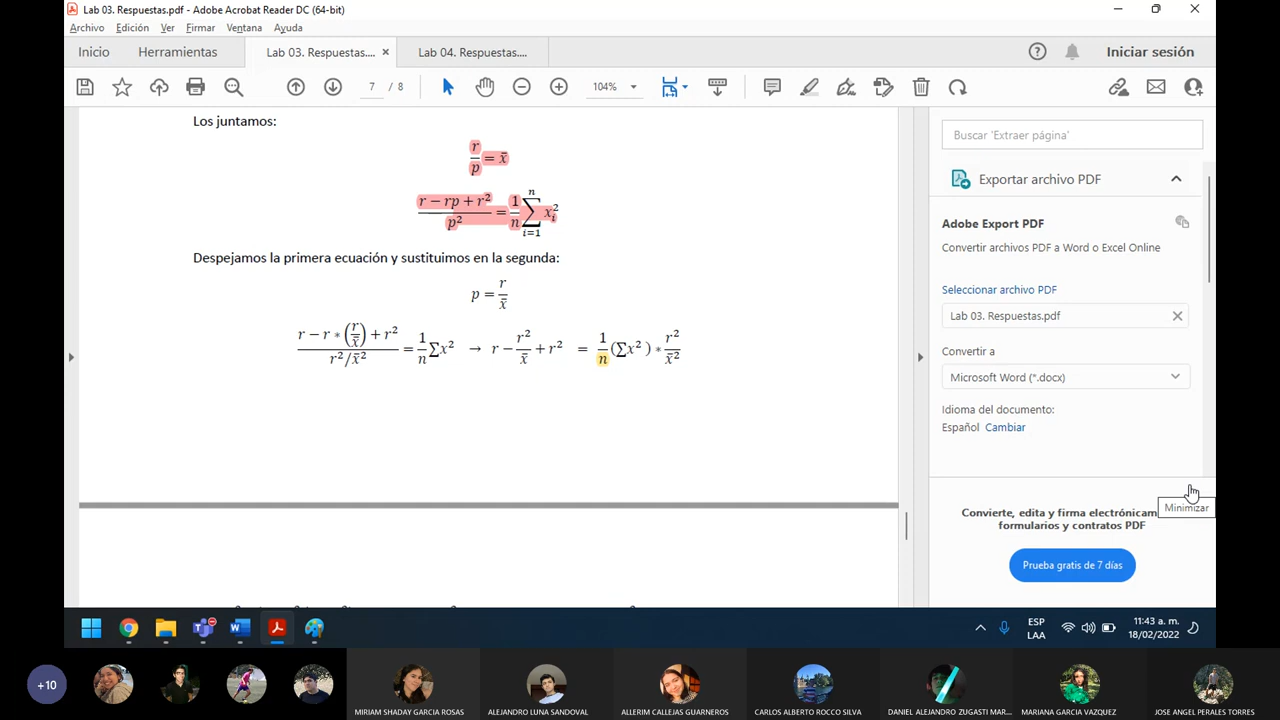 Lab 03. Respuestas.pdf - Adobe Acrobat Reader DC (64-bit)
Archivo Edición Ver Firmar Ventana Ayuda
Inicio Herramientas Lab 03. Respuestas.... × Lab 04. Respuestas.... Iniciar sesión
7 / 8 104%
Los juntamos:
r/p = x̄
(r − rp + r²)/p² = 1/n ∑ᵢ₌₁ⁿ xᵢ²
Despejamos la primera ecuación y sustituimos en la segunda:
p = r/x̄
(r − r * (r/x̄) + r²)/(r²/x̄²) = 1/n ∑x² → r − r²/x̄ + r² = 1/n (∑x² ) * r²/x̄²
Buscar 'Extraer página'
Exportar archivo PDF
Adobe Export PDF
Convertir archivos PDF a Word o Excel Online
Seleccionar archivo PDF
Lab 03. Respuestas.pdf ×
Convertir a
Microsoft Word (*.docx)
Idioma del documento:
Español Cambiar
Minimizar
Convierte, edita y firma electrónicam
formularios y contratos PDF
Prueba gratis de 7 días
ESP
LAA
11:43 a. m.
18/02/2022
+10
MIRIAM SHADAY GARCIA ROSAS
ALEJANDRO LUNA SANDOVAL
ALLERIM CALLEJAS GUARNEROS
CARLOS ALBERTO ROCCO SILVA
DANIEL ALEJANDRO ZUGASTI MAR...
MARIANA GARCIA VAZQUEZ
JOSE ANGEL PERALES TORRES